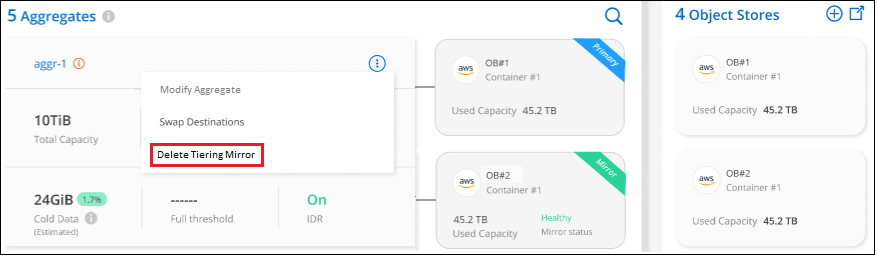 5 Aggregates
4 Object Stores
aggr-1
Modify Aggregate
Swap Destinations
Delete Tiering Mirror
10TiB
Total Capacity
24GiB 1.7%
Cold Data
(Estimated)
------
Full threshold
On
IDR
Primary
aws
OB#1
Container #1
Used Capacity 45.2 TB
Mirror
aws
OB#2
Container #1
45.2 TB
Used Capacity
Healthy
Mirror status
aws
OB#1
Container #1
Used Capacity 45.2 TB
aws
OB#2
Container #1
Used Capacity 45.2 TB